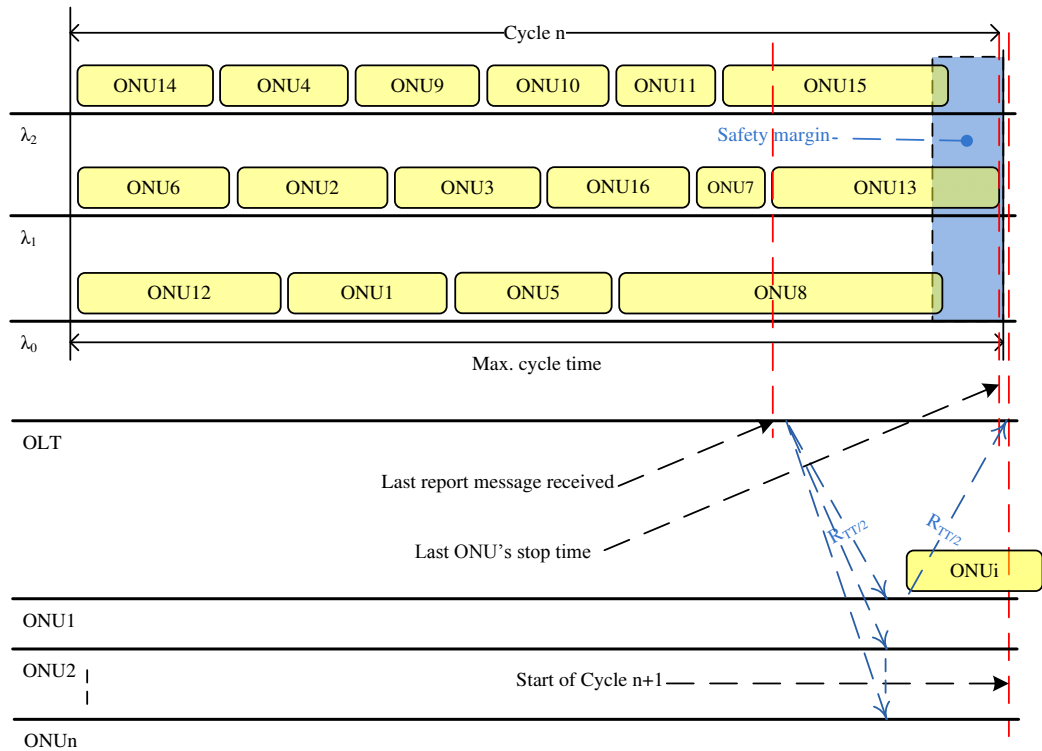 Cycle n
ONU14 ONU4 ONU9 ONU10 ONU11 ONU15
λ2
Safety margin
ONU6 ONU2 ONU3 ONU16 ONU7 ONU13
λ1
ONU12 ONU1 ONU5 ONU8
λ0
Max. cycle time
OLT
Last report message received
RTT/2 RTT/2
Last ONU’s stop time
ONUi
ONU1
ONU2
Start of Cycle n+1
ONUn